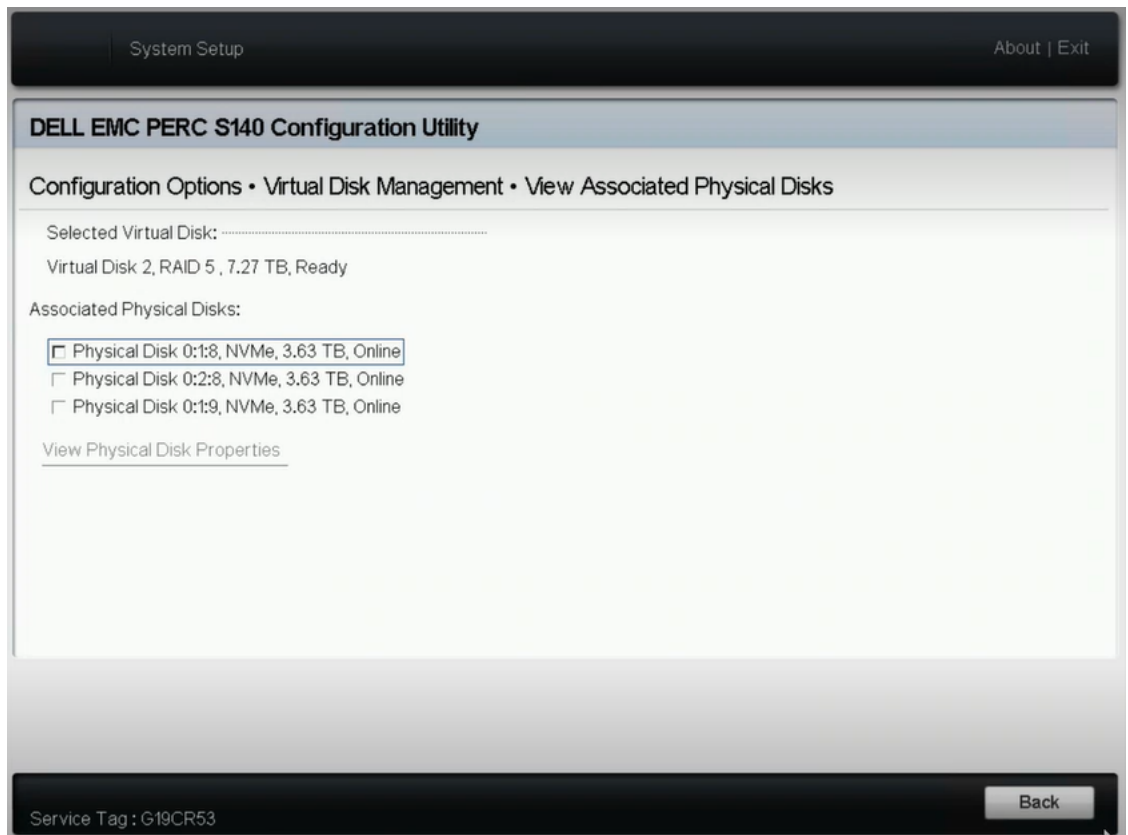 System Setup
About | Exit
DELL EMC PERC S140 Configuration Utility
Configuration Options • Virtual Disk Management • View Associated Physical Disks
Selected Virtual Disk:
Virtual Disk 2, RAID 5 , 7.27 TB, Ready
Associated Physical Disks:
Physical Disk 0:1:8, NVMe, 3.63 TB, Online
Physical Disk 0:2:8, NVMe, 3.63 TB, Online
Physical Disk 0:1:9, NVMe, 3.63 TB, Online
View Physical Disk Properties
Back
Service Tag : G19CR53